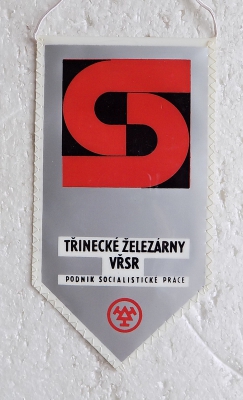 TŘINECKÉ ŽELEZÁRNY
VŘSR
PODNIK SOCIALISTICKÉ PRÁCE